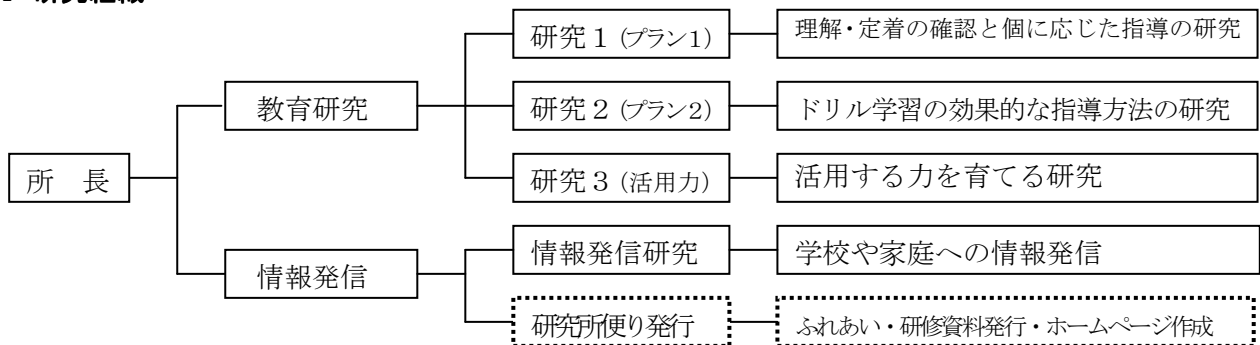 研究１（プラン１） 理解・定着の確認と個に応じた指導の研究
教育研究 研究２（プラン２） ドリル学習の効果的な指導方法の研究
所　長 研究３（活用力） 活用する力を育てる研究
情報発信 情報発信研究 学校や家庭への情報発信
研究所便り発行 ふれあい・研修資料発行・ホームページ作成